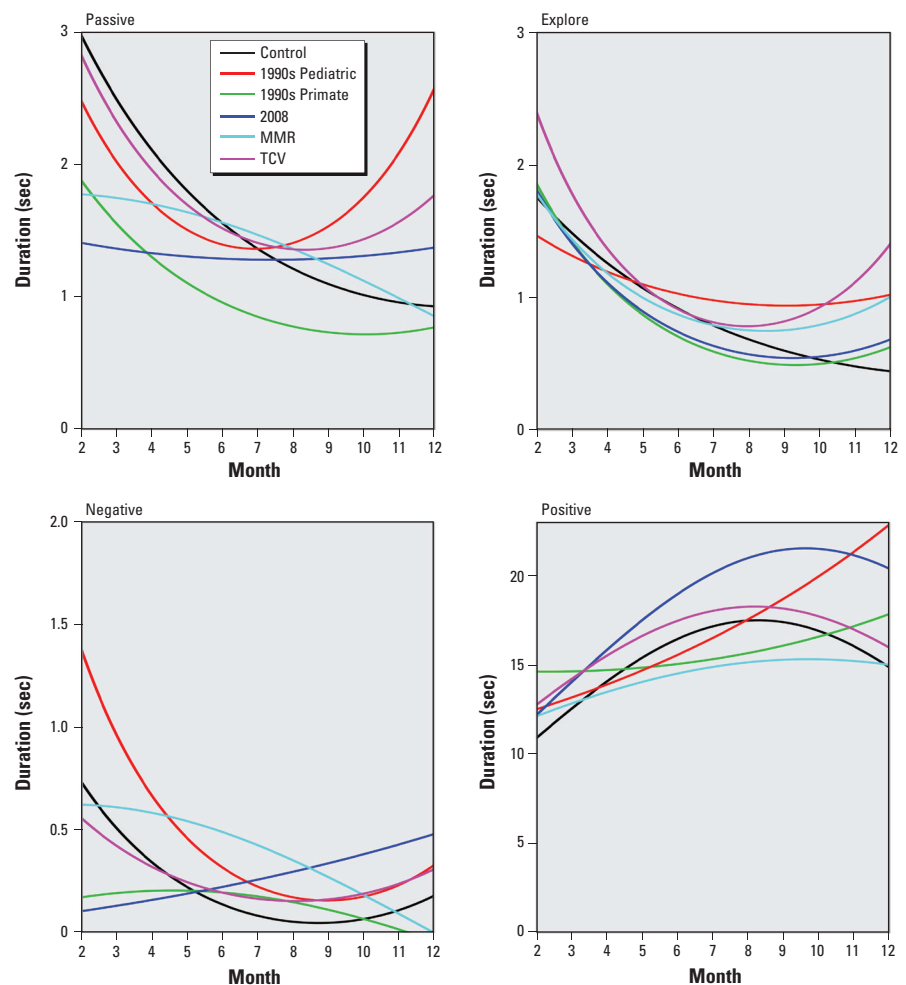 Passive
3
2
1
0
Duration (sec)
Control
1990s Pediatric
1990s Primate
2008
MMR
TCV
2 3 4 5 6 7 8 9 10 11 12
Month
Explore
3
2
1
0
Duration (sec)
2 3 4 5 6 7 8 9 10 11 12
Month
Negative
2.0
1.5
1.0
0.5
0
Duration (sec)
2 3 4 5 6 7 8 9 10 11 12
Month
Positive
20
15
10
5
0
Duration (sec)
2 3 4 5 6 7 8 9 10 11 12
Month